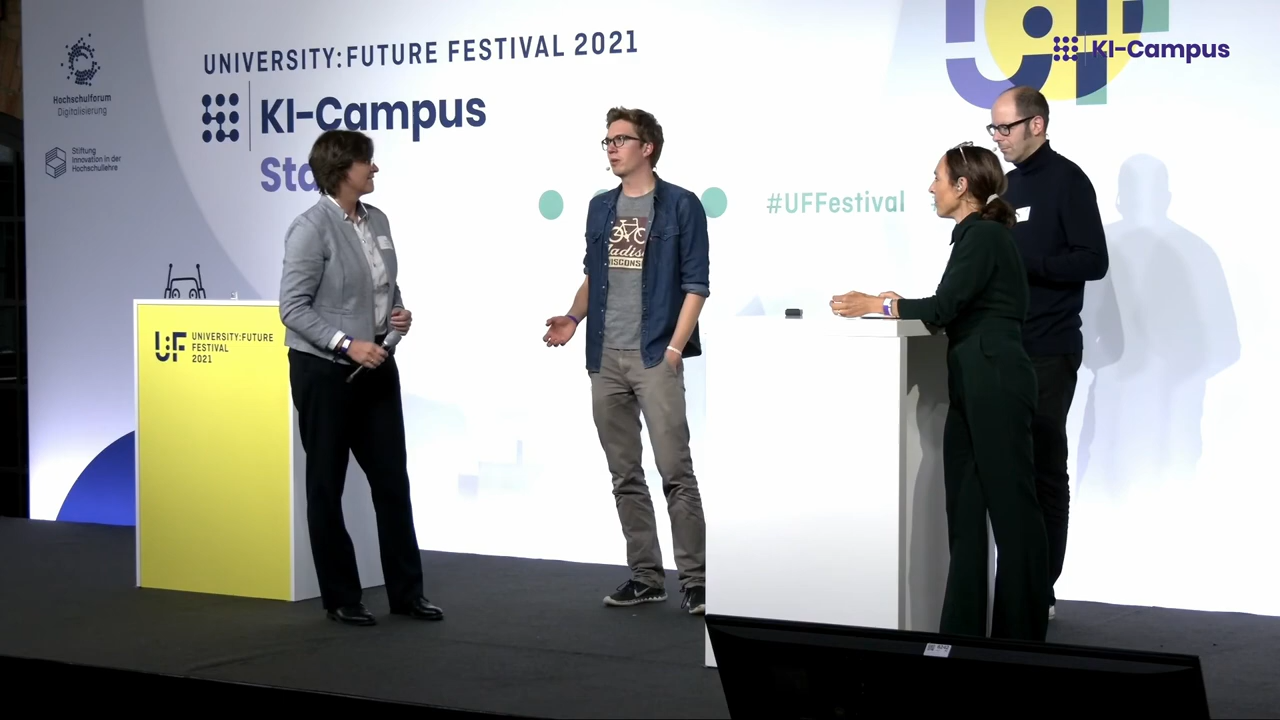 UNIVERSITY:FUTURE FESTIVAL 2021
KI-Campus
Hochschulforum
Digitalisierung
Stiftung
Innovation in der
Hochschullehre
#UFFestival
KI-Campus
U:F UNIVERSITY:FUTURE
FESTIVAL
2021